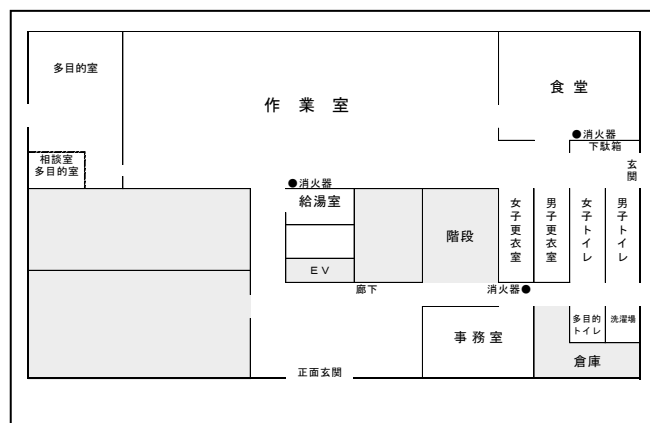 多目的室
作業室
食堂
●消火器
下駄箱
玄関
相談室
多目的室
●消火器
給湯室
階段
女子更衣室
男子更衣室
女子トイレ
男子トイレ
EV
廊下
消火器●
事務室
多目的
トイレ
洗濯場
倉庫
正面玄関